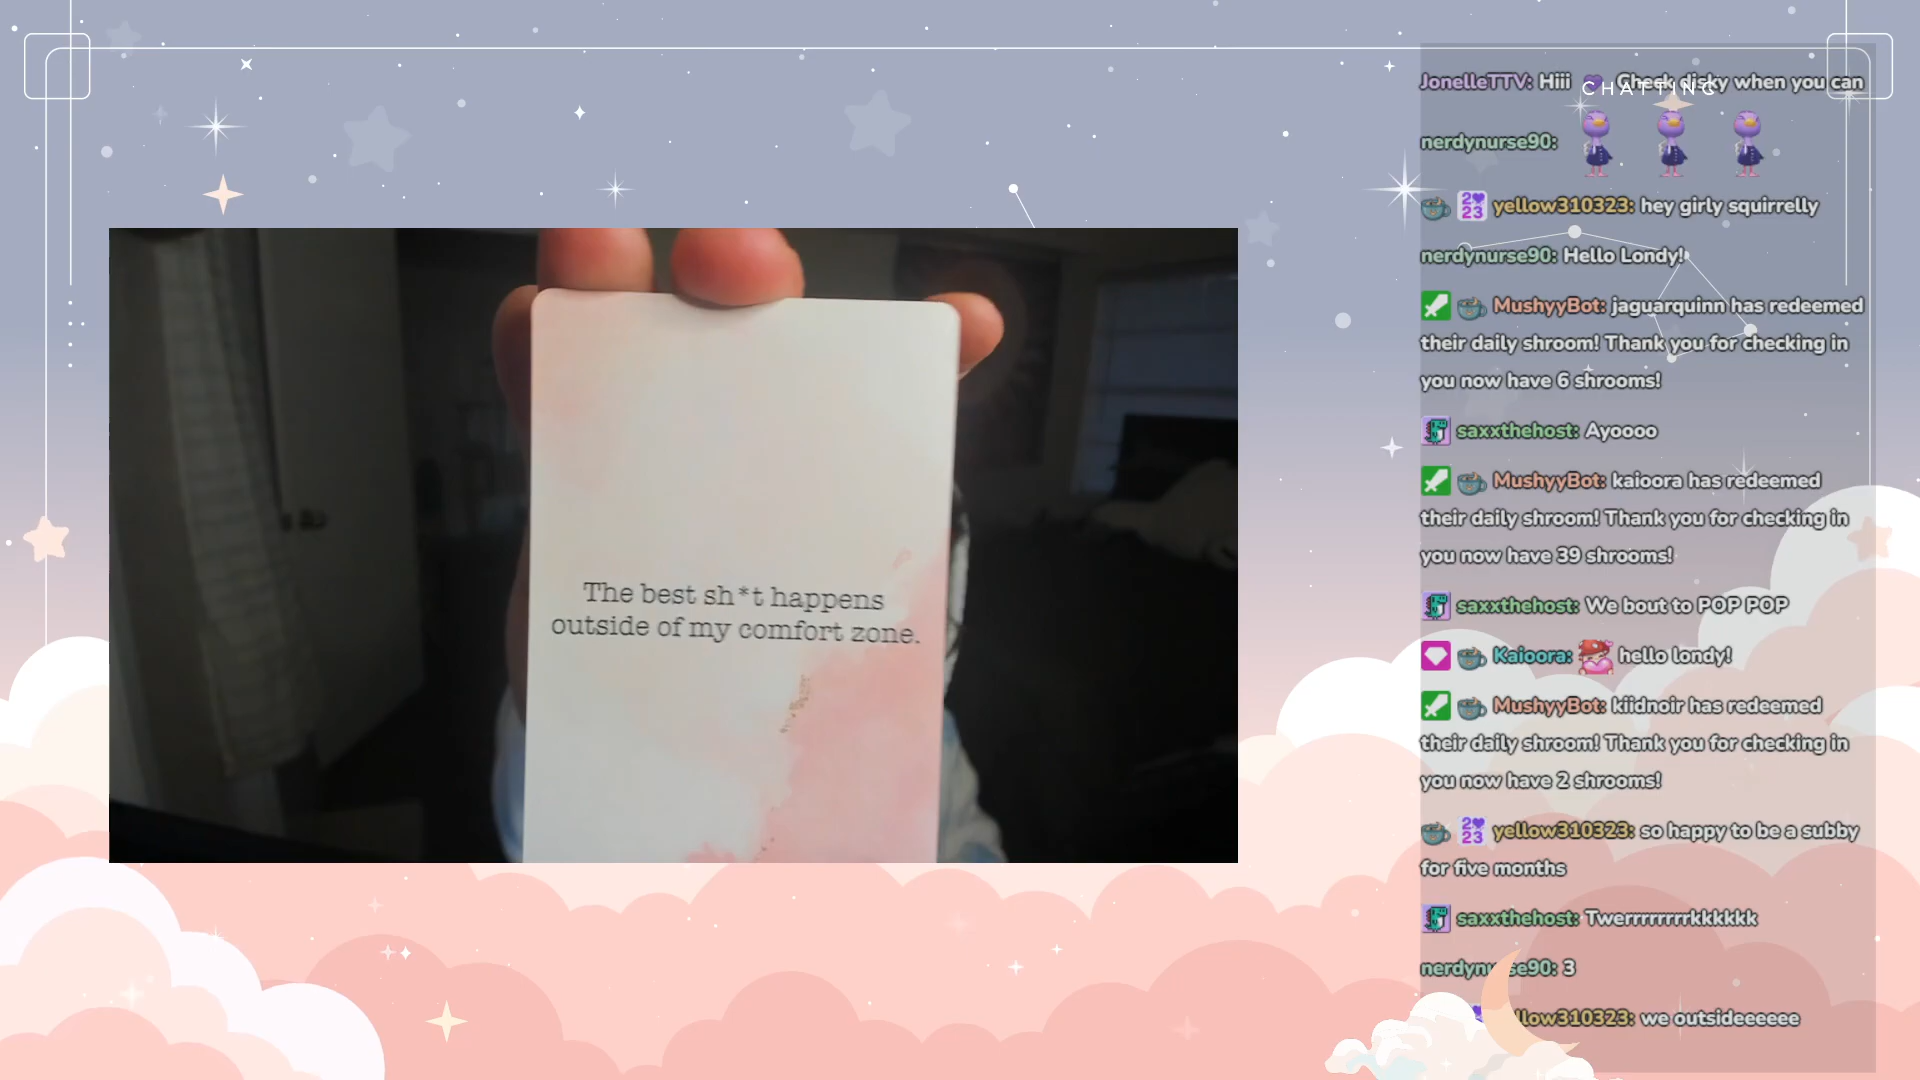 The best sh*t happens
outside of my comfort zone.
CHATTING
JonelleTTV: Hiii Check disky when you can
nerdynurse90:
yellow310323: hey girly squirrelly
nerdynurse90: Hello Londy!
MushyyBot: jaguarquinn has redeemed
their daily shroom! Thank you for checking in
you now have 6 shrooms!
saxxthehost: Ayoooo
MushyyBot: kaioora has redeemed
their daily shroom! Thank you for checking in
you now have 39 shrooms!
saxxthehost: We bout to POP POP
Kaioora: hello londy!
MushyyBot: kiidnoir has redeemed
their daily shroom! Thank you for checking in
you now have 2 shrooms!
yellow310323: so happy to be a subby
for five months
saxxthehost: Twerrrrrrrrkkkkkk
nerdynurse90: 3
llow310323: we outsideeeeee